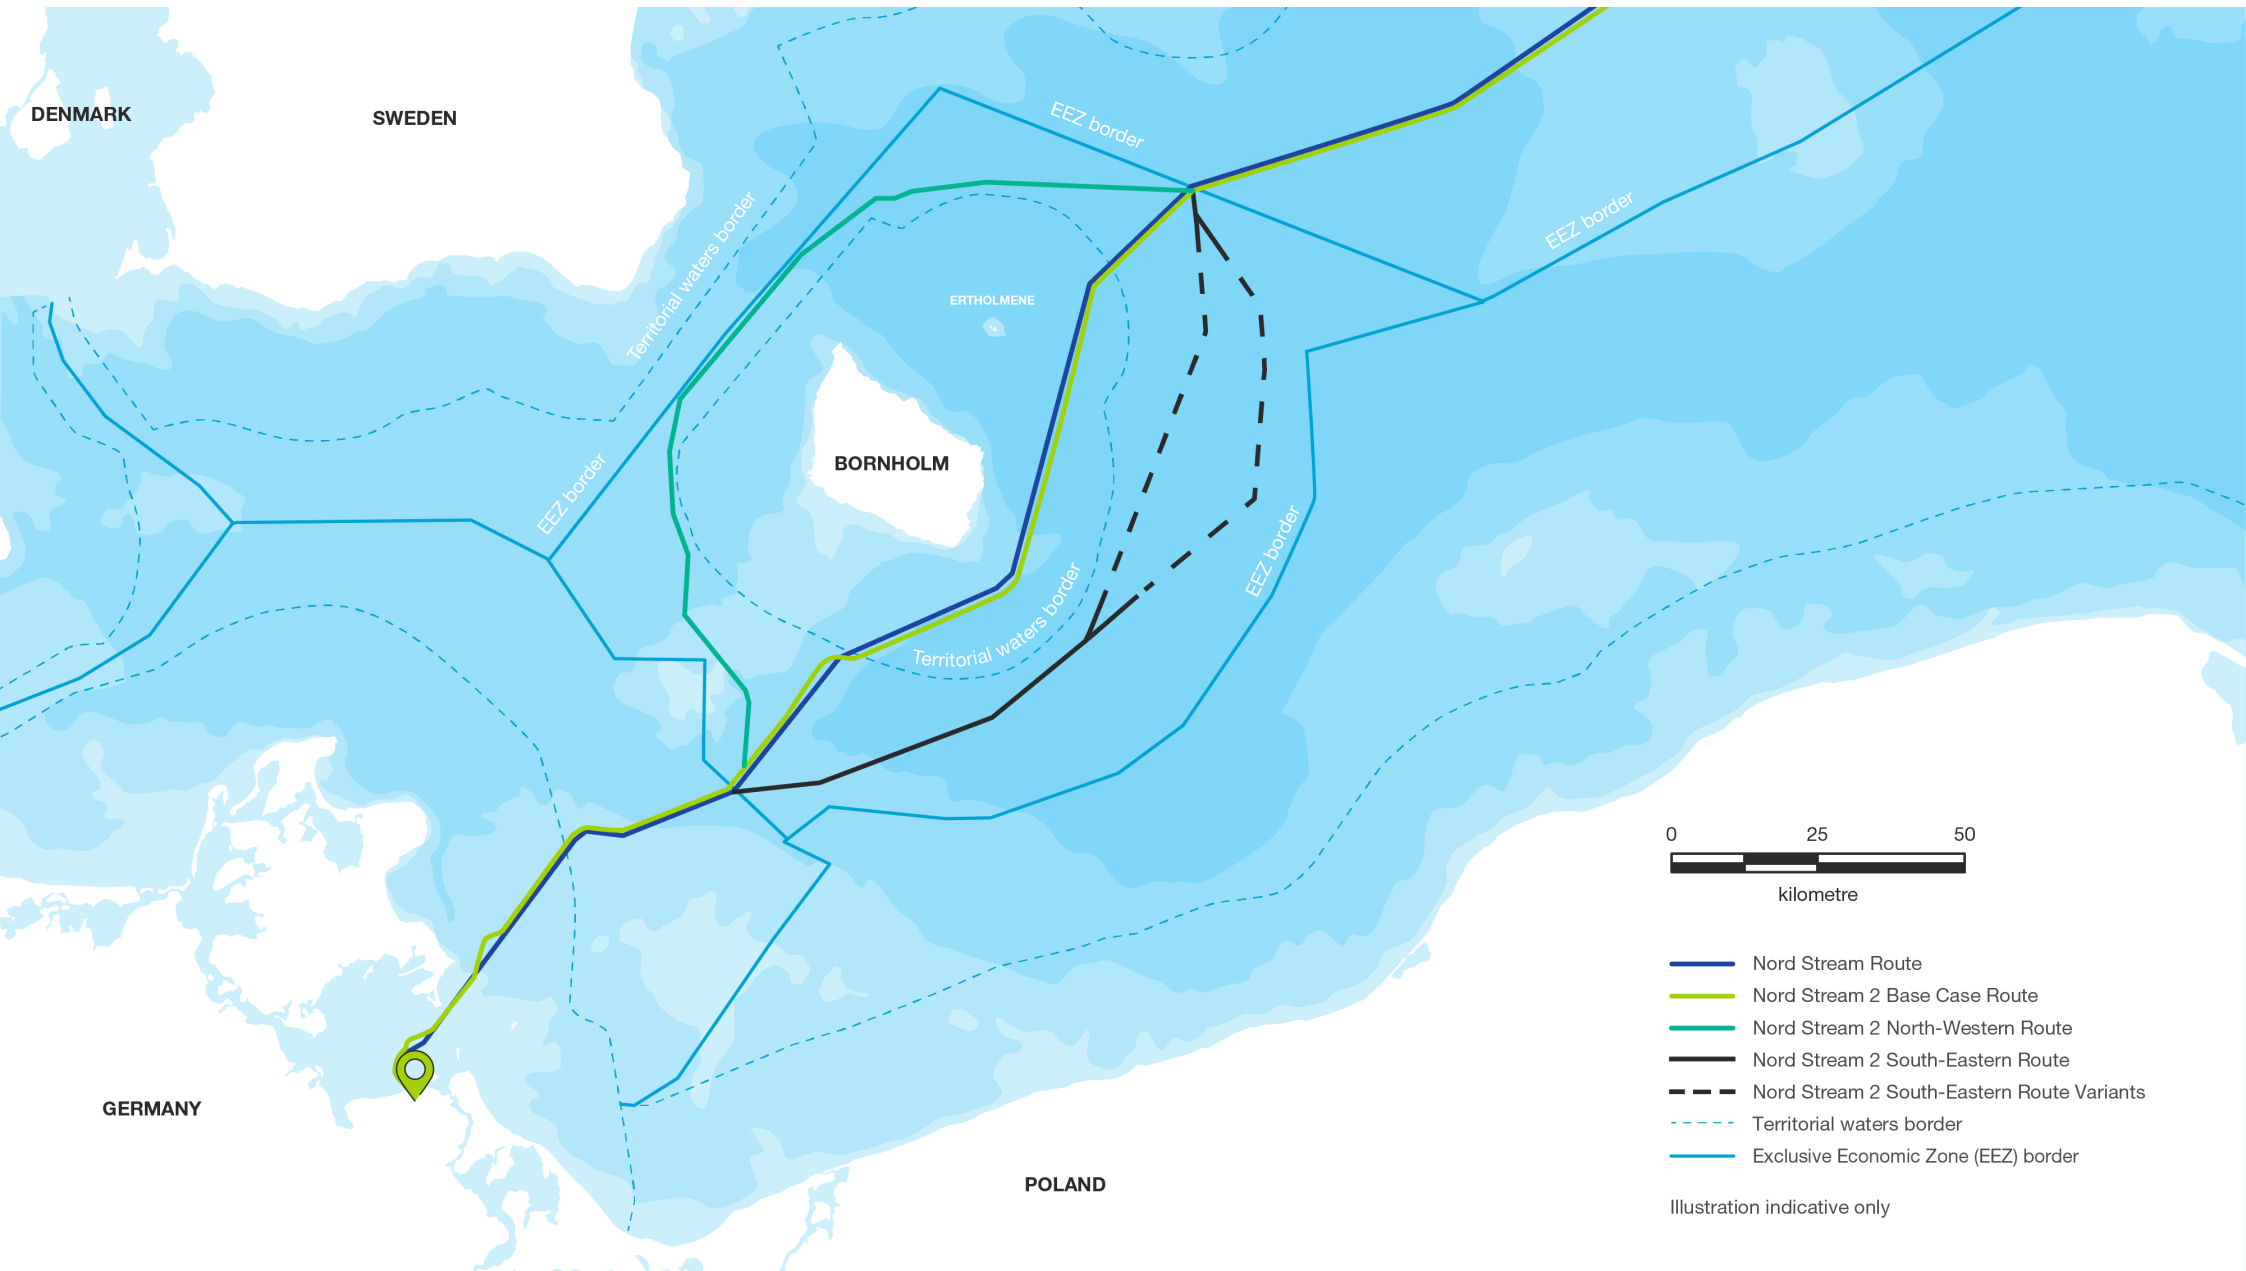 DENMARK
SWEDEN
EEZ border
Territorial waters border
EEZ border
ERTHOLMENE
BORNHOLM
EEZ border
EEZ border
Territorial waters border
0 25 50
kilometre
Nord Stream Route
Nord Stream 2 Base Case Route
Nord Stream 2 North-Western Route
Nord Stream 2 South-Eastern Route
Nord Stream 2 South-Eastern Route Variants
Territorial waters border
Exclusive Economic Zone (EEZ) border
Illustration indicative only
GERMANY
POLAND